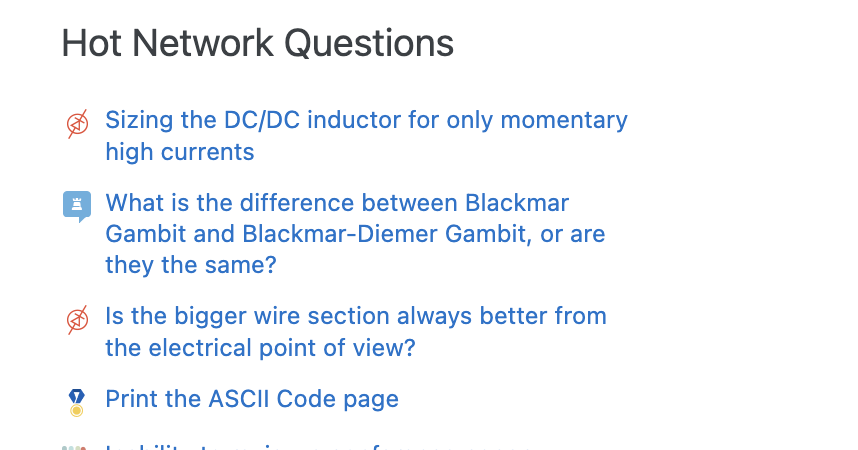 Hot Network Questions
Sizing the DC/DC inductor for only momentary
high currents
What is the difference between Blackmar
Gambit and Blackmar-Diemer Gambit, or are
they the same?
Is the bigger wire section always better from
the electrical point of view?
Print the ASCII Code page